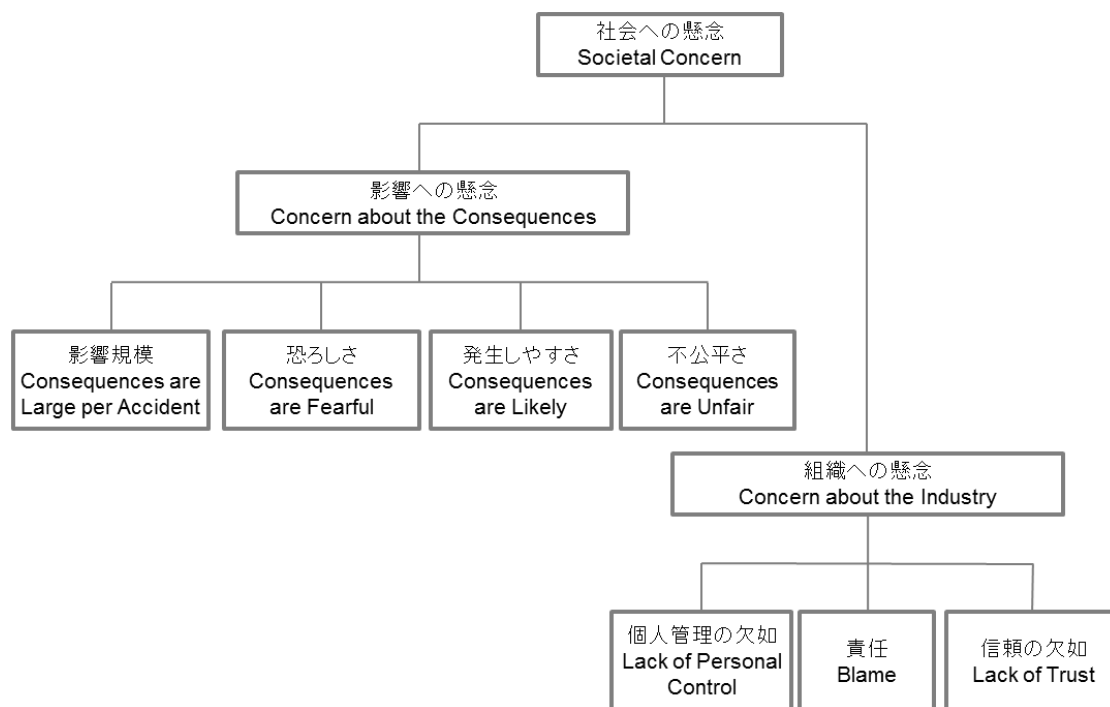 社会への懸念
Societal Concern
影響への懸念
Concern about the Consequences
影響規模
Consequences are
Large per Accident
恐ろしさ
Consequences
are Fearful
発生しやすさ
Consequences
are Likely
不公平さ
Consequences
are Unfair
組織への懸念
Concern about the Industry
個人管理の欠如
Lack of Personal
Control
責任
Blame
信頼の欠如
Lack of Trust